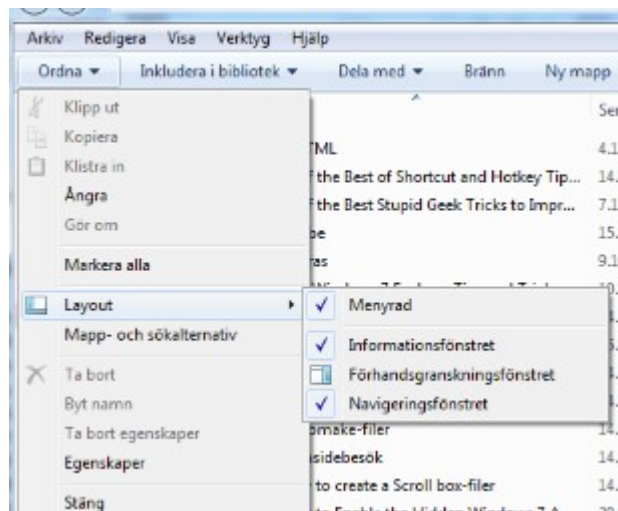 Arkiv Redigera Visa Verktyg Hjälp
Ordna Inkludera i bibliotek Dela med Bränn Ny mapp
Klipp ut
Kopiera
Klistra in
Ångra
Gör om
Markera alla
Layout
Mapp- och sökalternativ
Ta bort
Byt namn
Ta bort egenskaper
Egenskaper
Stäng
Menyrad
Informationsfönstret
Förhandsgranskningsfönstret
Navigeringsfönstret
Sen
TML 4.1
f the Best of Shortcut and Hotkey Tip... 14.
f the Best Stupid Geek Tricks to Impr... 7.1
15.
ras 9.1
omake-filer 14.
sidebesök 14.
to create a Scroll box-filer 14.